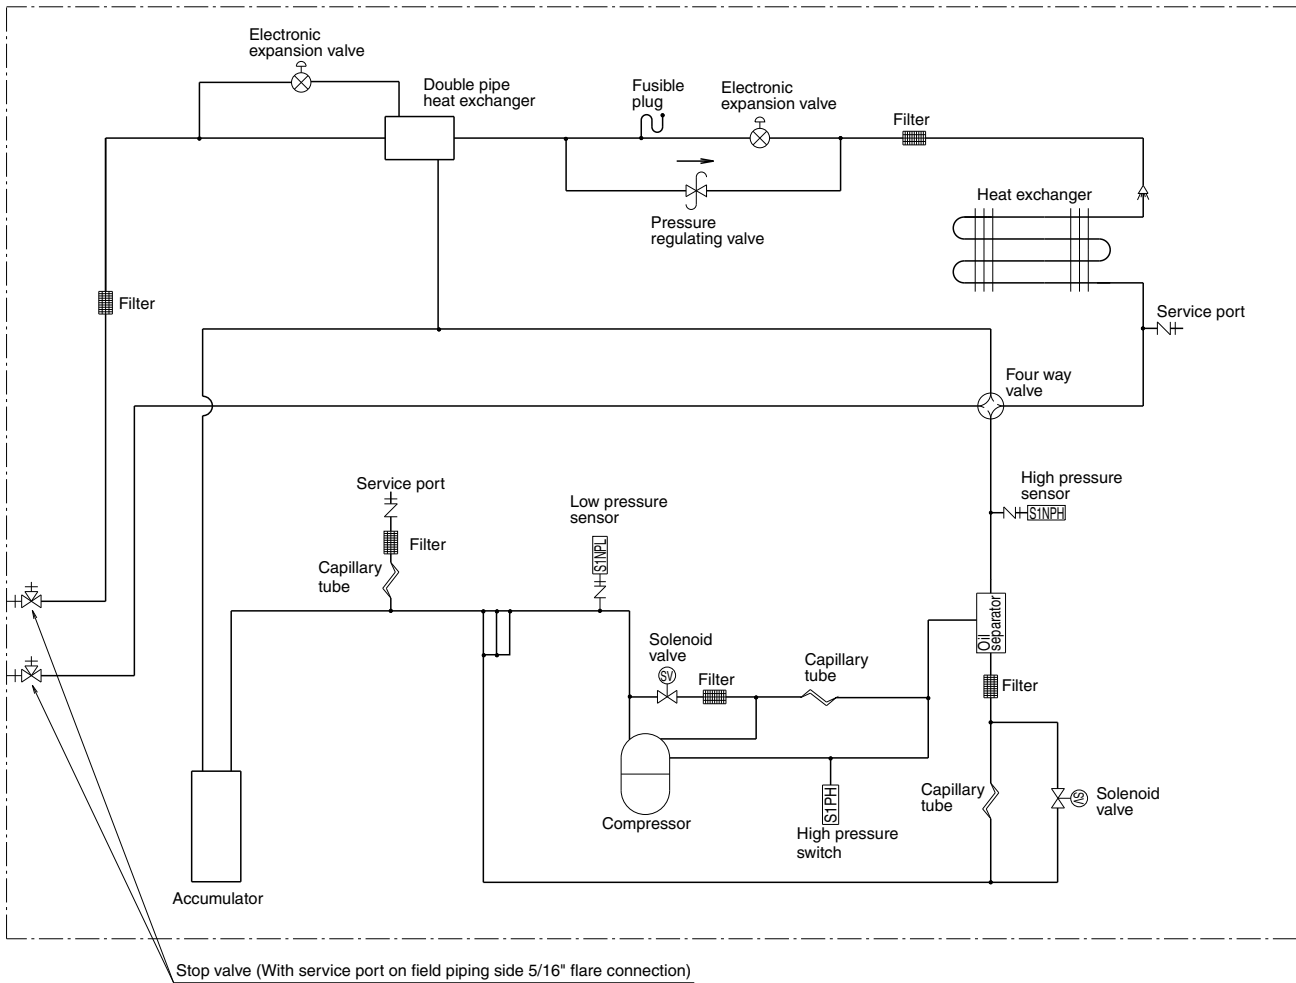 Electronic
expansion valve
Double pipe
heat exchanger
Fusible
plug
Electronic
expansion valve
Filter
Heat exchanger
Pressure
regulating valve
Filter
Service port
Four way
valve
Service port
Low pressure
sensor
High pressure
sensor
S1NPH
Filter
S1NPL
Capillary
tube
Oil
separator
Solenoid
valve
SV
Filter
Capillary
tube
Filter
Capillary
tube
SV
Solenoid
valve
S1PH
Compressor
High pressure
switch
Accumulator
Stop valve (With service port on field piping side 5/16" flare connection)